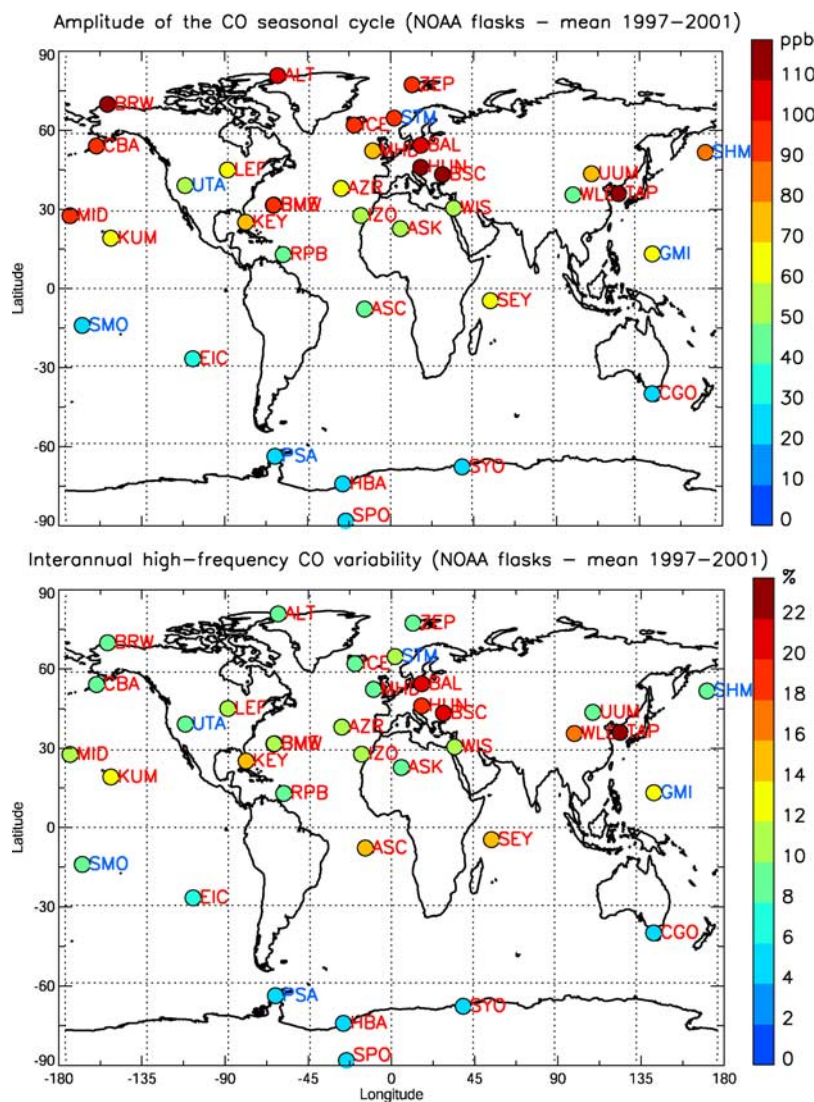 Amplitude of the CO seasonal cycle (NOAA flasks – mean 1997–2001)
ppb
90
60
30
0
-30
-60
-90
Latitude
110
100
90
80
70
60
50
40
30
20
10
0
ALT
ZEP
BRW
STM
ICE
CBA
MHD
BAL
SHM
LEF
HUN
BSC
UUM
UTA
AZR
WLG
TAP
BMW
MID
KEY
IZO
WIS
KUM
ASK
RPB
GMI
SEY
ASC
SMO
EIC
CGO
PSA
SYO
HBA
SPO
Interannual high–frequency CO variability (NOAA flasks – mean 1997–2001)
%
90
60
30
0
-30
-60
-90
Latitude
22
20
18
16
14
12
10
8
6
4
2
0
ALT
ZEP
BRW
STM
ICE
CBA
MHD
BAL
SHM
LEF
HUN
BSC
UUM
UTA
AZR
WLG
TAP
MID
KEY
IZO
WIS
KUM
ASK
RPB
GMI
SEY
ASC
SMO
EIC
CGO
PSA
SYO
HBA
SPO
-180 -135 -90 -45 0 45 90 135 180
Longitude